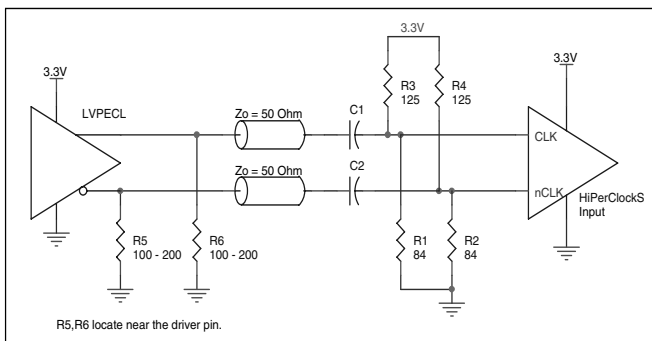 3.3V
3.3V
3.3V
LVPECL
R3
125
R4
125
Zo = 50 Ohm
C1
CLK
Zo = 50 Ohm
C2
nCLK
HiPerClockS
Input
R5
100 - 200
R6
100 - 200
R1
84
R2
84
R5,R6 locate near the driver pin.